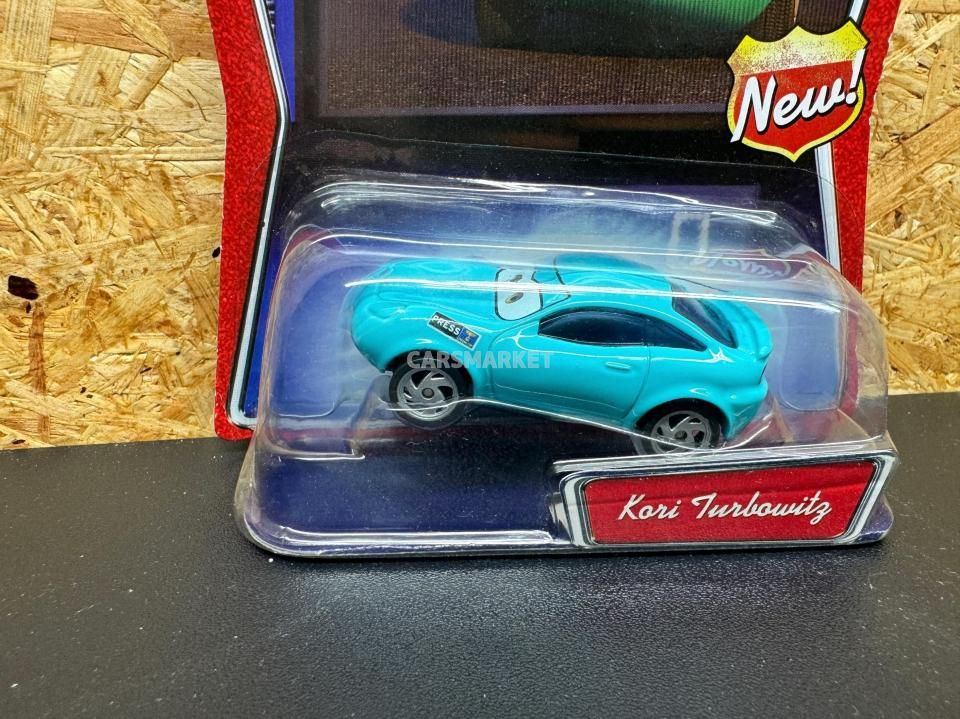 New!
PRESS
CARSMARKET
Kori Turbowitz